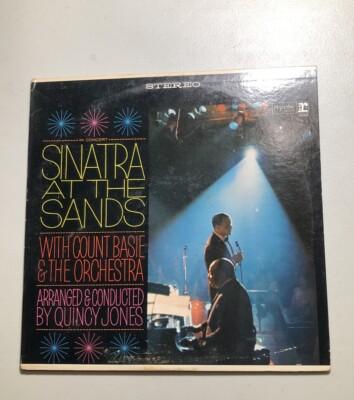 STEREO
IN CONCERT
SINATRA
AT THE
SANDS
WITH COUNT BASIE
& THE ORCHESTRA
ARRANGED & CONDUCTED
BY QUINCY JONES